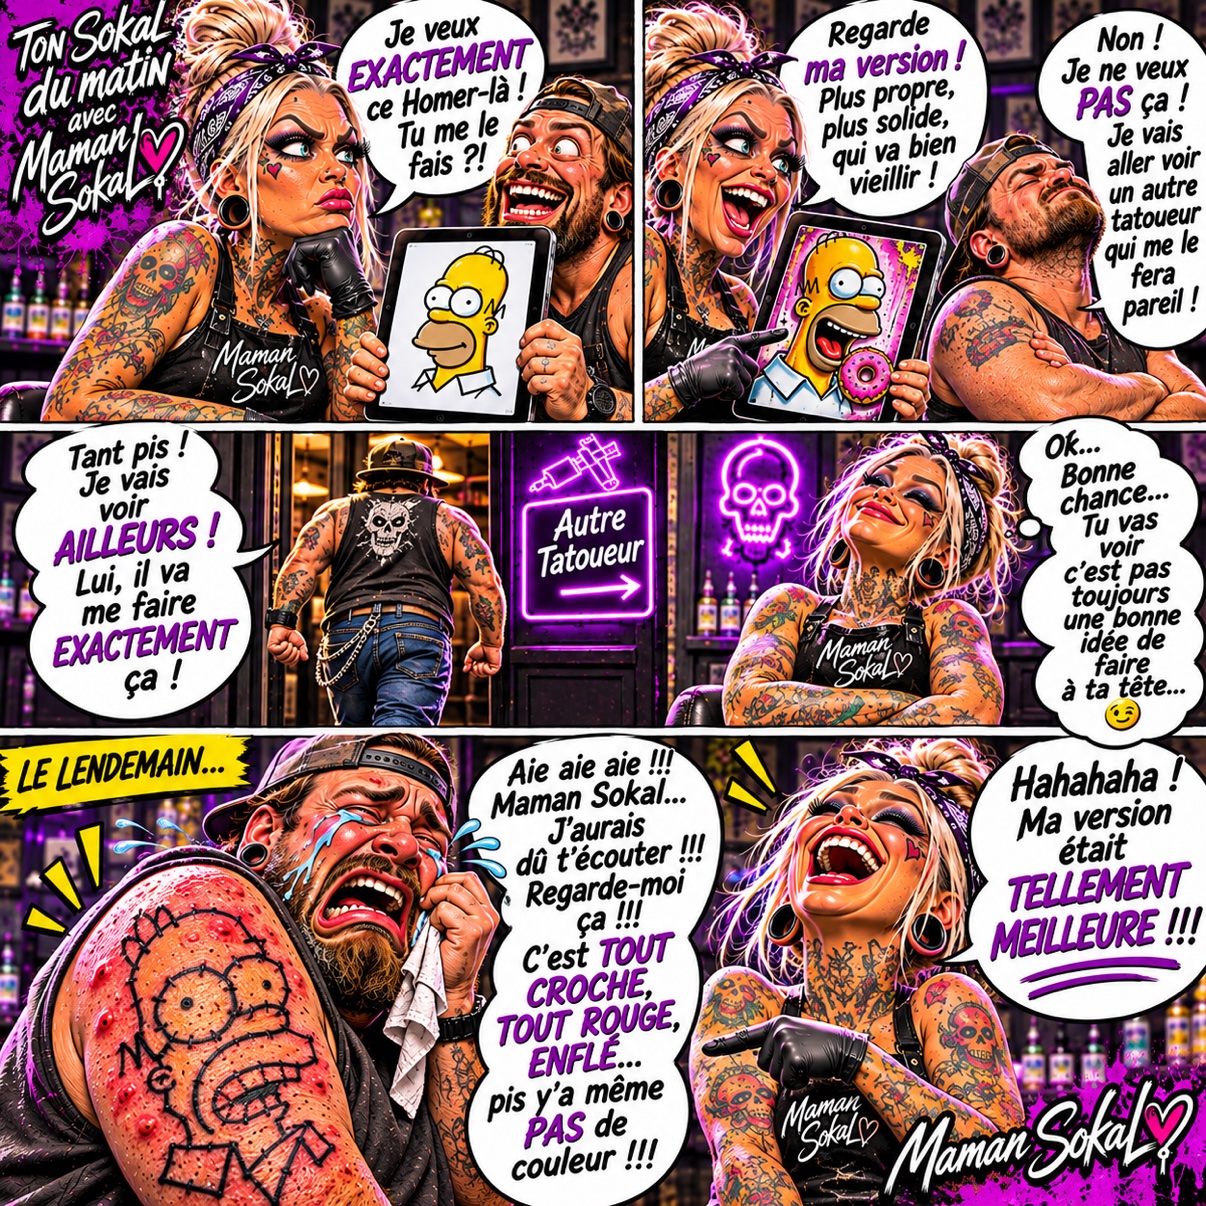 Ton Sokal
du matin
avec
Maman
Sokal
Je veux
EXACTEMENT
ce Homer-là !
Tu me le
fais ?!
Maman
Sokal
Regarde
ma version !
Plus propre,
plus solide,
qui va bien
vieillir !
Non !
Je ne veux
PAS ça !
Je vais
aller voir
un autre
tatoueur
qui me le
fera
pareil !
Tant pis !
Je vais
voir
AILLEURS !
Lui, il va
me faire
EXACTEMENT
ça !
Autre
Tatoueur
Maman
Sokal
Ok...
Bonne
chance...
Tu vas
voir
c'est pas
toujours
une bonne
idée de
faire
à ta tête...
LE LENDEMAIN...
Aie aie aie !!!
Maman Sokal...
J'aurais
dû t'écouter !!!
Regarde-moi
ça !!!
C'est TOUT
CROCHE,
TOUT ROUGE,
ENFLÉ...
pis y'a même
PAS de
couleur !!!
Hahahaha !
Ma version
était
TELLEMENT
MEILLEURE !!!
Maman
Sokal
Maman Sokal